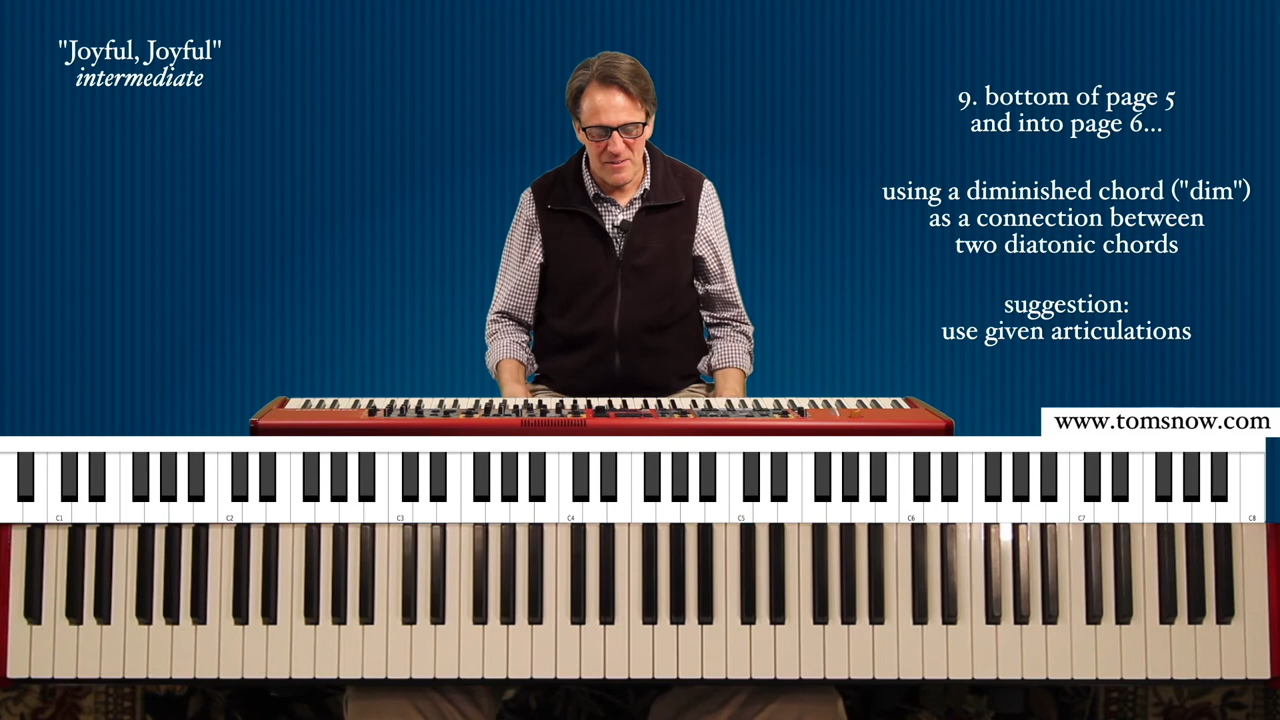 "Joyful, Joyful"
intermediate
9. bottom of page 5
and into page 6...
using a diminished chord ("dim")
as a connection between
two diatonic chords
suggestion:
use given articulations
www.tomsnow.com
C1 C2 C3 C4 C5 C6 C7 C8